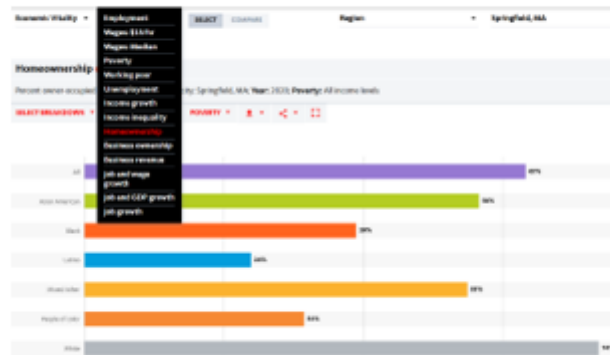 Economic Vitality
Employment
Wages: $15/hr
Wages: Median
Poverty
Working poor
Unemployment
Income growth
Income inequality
Homeownership
Business ownership
Business revenue
Job and wage
growth
Job and GDP growth
Job growth
SELECT COMPARE
Region
Springfield, MA
Homeownership
Percent owner-occupied
ty: Springfield, MA; Year: 2020; Poverty: All income levels
SELECT BREAKDOWN
POVERTY
All
Asian American
Black
Latino
Mixed/other
People of color
White